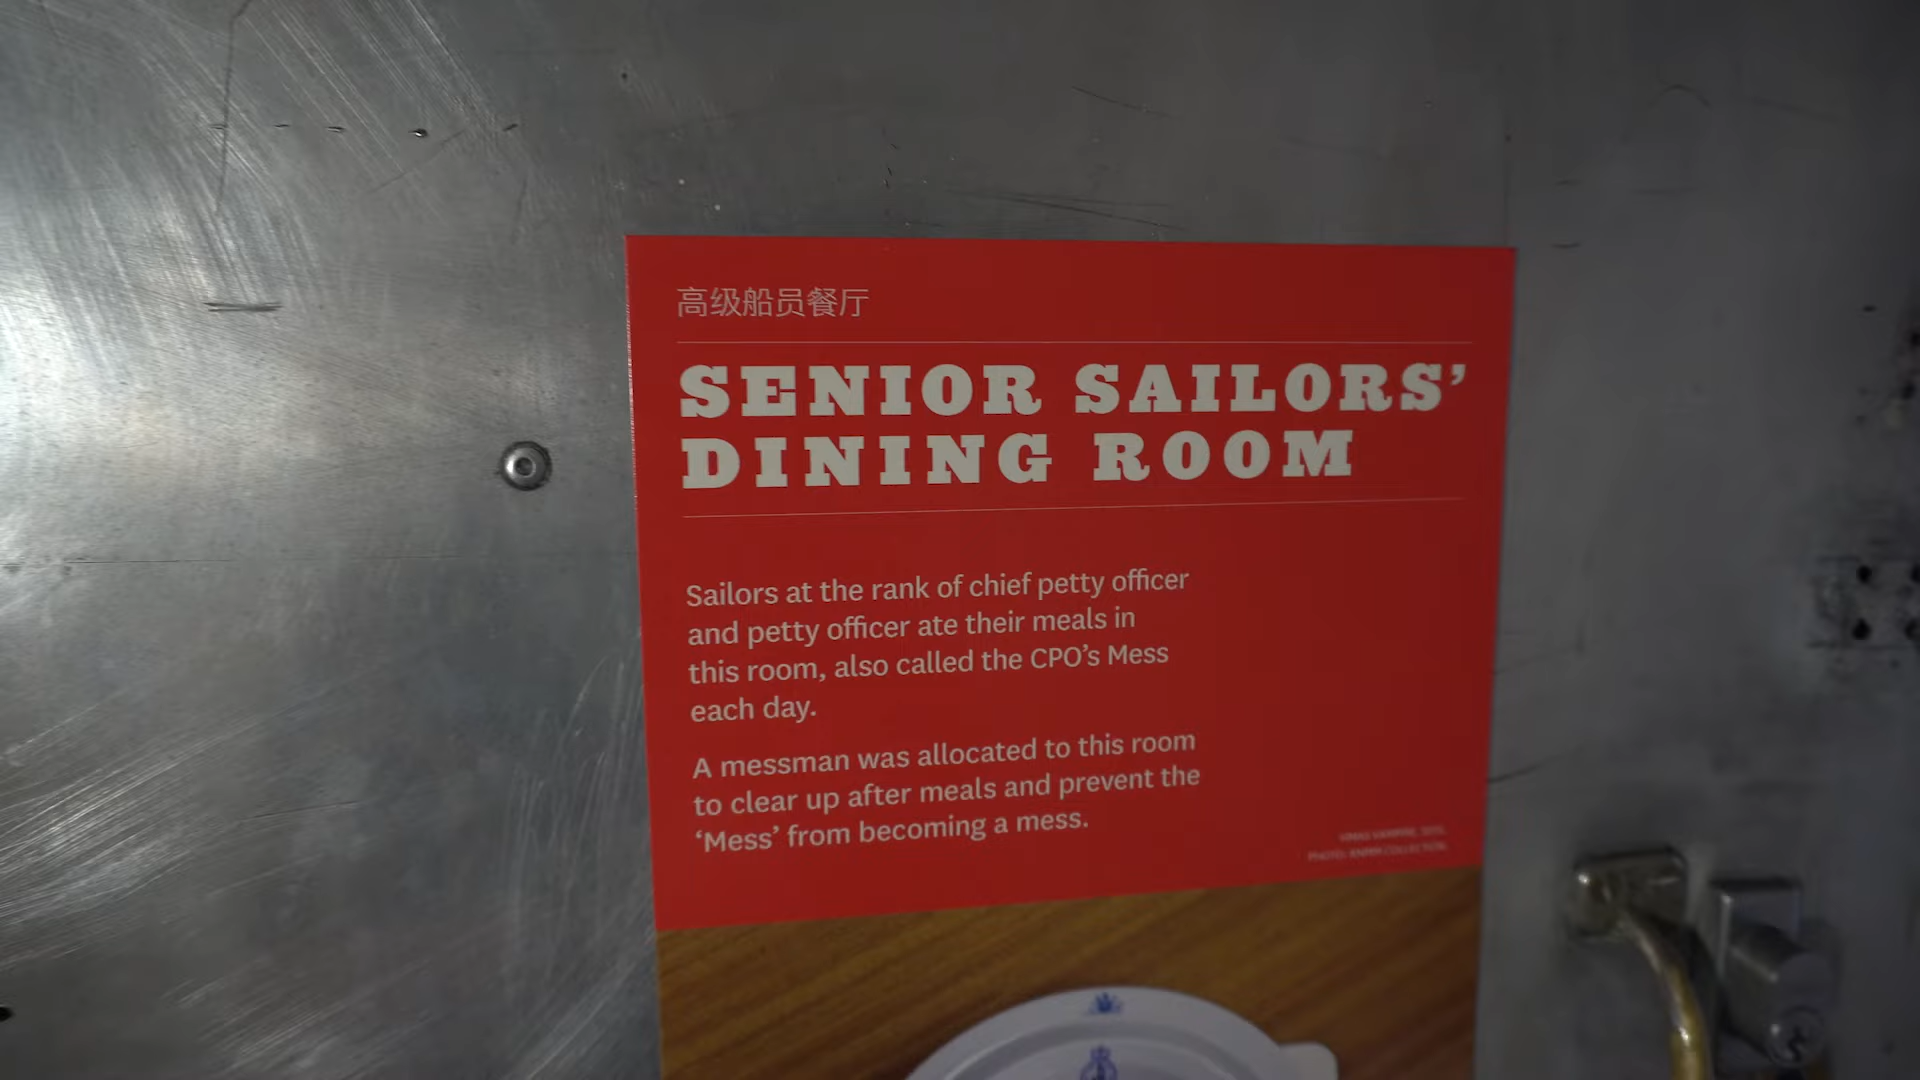 高级船员餐厅
SENIOR SAILORS’
DINING ROOM
Sailors at the rank of chief petty officer
and petty officer ate their meals in
this room, also called the CPO’s Mess
each day.
A messman was allocated to this room
to clear up after meals and prevent the
‘Mess’ from becoming a mess.